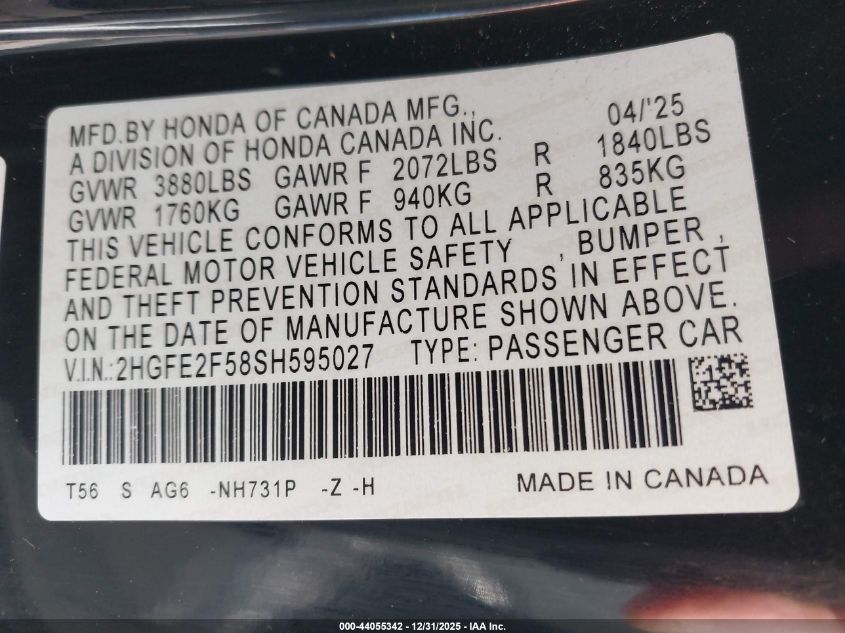 MFD.BY HONDA OF CANADA MFG., 04/'25
A DIVISION OF HONDA CANADA INC.
GVWR 3880LBS GAWR F 2072LBS R 1840LBS
GVWR 1760KG GAWR F 940KG R 835KG
THIS VEHICLE CONFORMS TO ALL APPLICABLE
FEDERAL MOTOR VEHICLE SAFETY , BUMPER ,
AND THEFT PREVENTION STANDARDS IN EFFECT
ON THE DATE OF MANUFACTURE SHOWN ABOVE.
V.I.N.:2HGFE2F58SH595027 TYPE: PASSENGER CAR
T56 S AG6 -NH731P -Z -H MADE IN CANADA
000-44055342 - 12/31/2025 - IAA Inc.